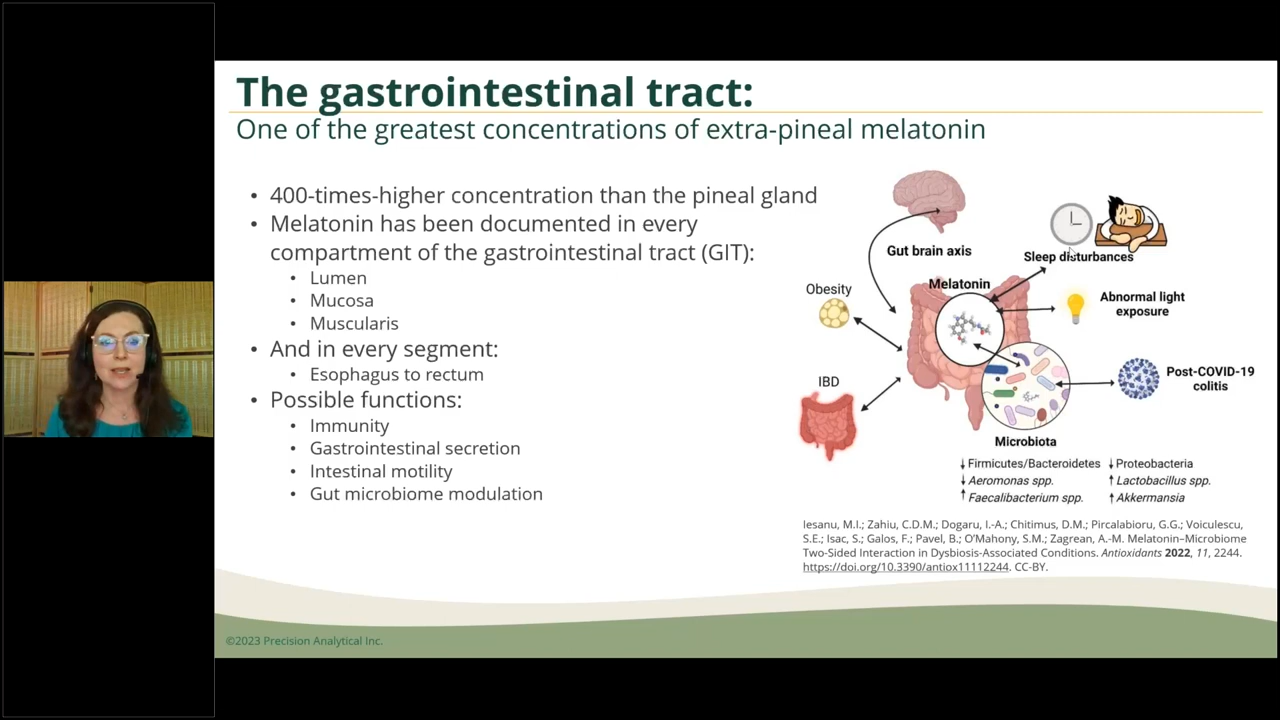 The gastrointestinal tract:
One of the greatest concentrations of extra-pineal melatonin
• 400-times-higher concentration than the pineal gland
• Melatonin has been documented in every
compartment of the gastrointestinal tract (GIT):
• Lumen
• Mucosa
• Muscularis
• And in every segment:
• Esophagus to rectum
• Possible functions:
• Immunity
• Gastrointestinal secretion
• Intestinal motility
• Gut microbiome modulation
Gut brain axis
Sleep disturbances
Melatonin
Obesity
Abnormal light
exposure
IBD
Post-COVID-19
colitis
Microbiota
↓ Firmicutes/Bacteroidetes ↓ Proteobacteria
↓ Aeromonas spp. ↑ Lactobacillus spp.
↑ Faecalibacterium spp. ↑ Akkermansia
Iesanu, M.I.; Zahiu, C.D.M.; Dogaru, I.-A.; Chitimus, D.M.; Pircalabioru, G.G.; Voiculescu,
S.E.; Isac, S.; Galos, F.; Pavel, B.; O'Mahony, S.M.; Zagrean, A.-M. Melatonin–Microbiome
Two-Sided Interaction in Dysbiosis-Associated Conditions. Antioxidants 2022, 11, 2244.
https://doi.org/10.3390/antiox11112244. CC-BY.
©2023 Precision Analytical Inc.